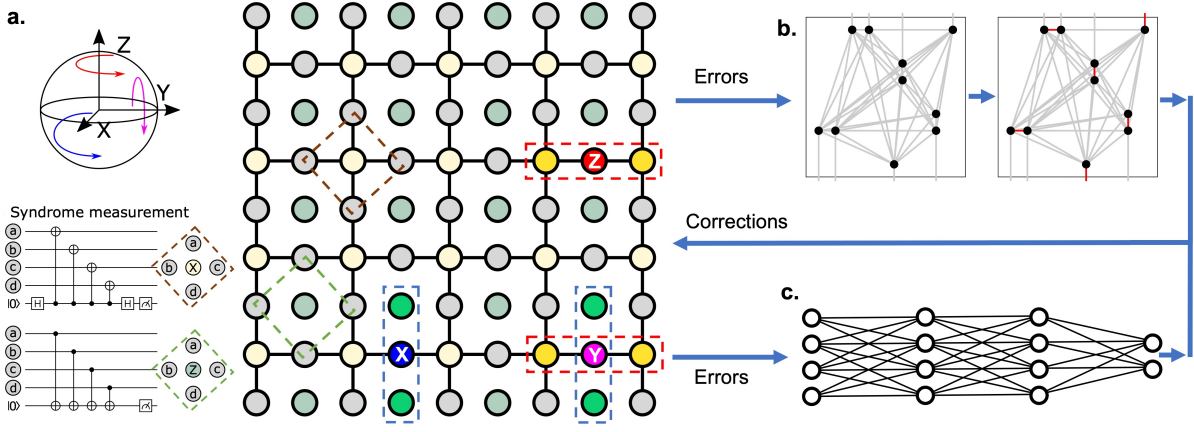 a.
Z
Y
X
Syndrome measurement
a
b
c
d
|0⟩
H
H
a
b
X
c
d
a
b
c
d
|0⟩
a
b
Z
c
d
Z
X
Y
Errors
Corrections
Errors
b.
c.